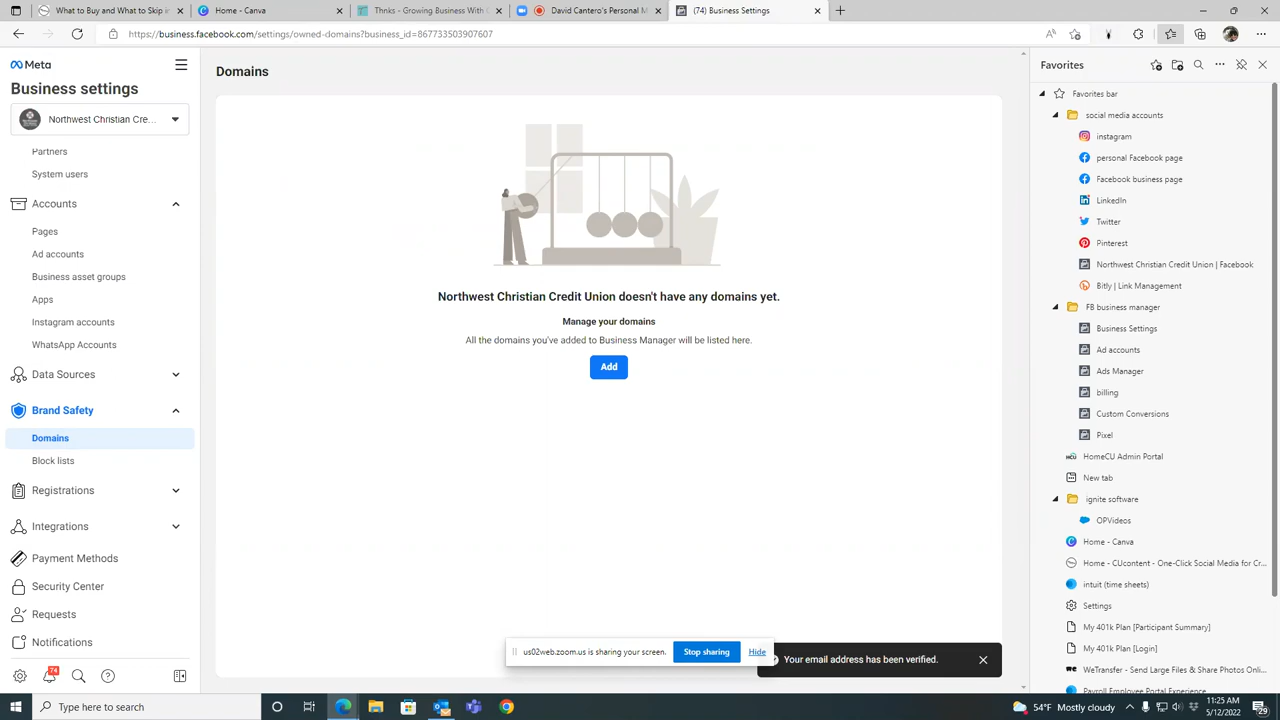 What to Buy and What to Skip in
Home - Canva
Thnks - Growing Business With G
David Cantero's Personal M
(74) Business Settings
https://business.facebook.com/settings/owned-domains?business_id=867733503907607
Meta
Business settings
Northwest Christian Cre...
Partners
System users
Accounts
Pages
Ad accounts
Business asset groups
Apps
Instagram accounts
WhatsApp Accounts
Data Sources
Brand Safety
Domains
Block lists
Registrations
Integrations
Payment Methods
Security Center
Requests
Notifications
74
Domains
Northwest Christian Credit Union doesn't have any domains yet.
Manage your domains
All the domains you've added to Business Manager will be listed here.
Add
us02web.zoom.us is sharing your screen.
Stop sharing
Hide
Your email address has been verified.
Favorites
Favorites bar
social media accounts
instagram
personal Facebook page
Facebook business page
LinkedIn
Twitter
Pinterest
Northwest Christian Credit Union | Facebook
Bitly | Link Management
FB business manager
Business Settings
Ad accounts
Ads Manager
billing
Custom Conversions
Pixel
HomeCU Admin Portal
New tab
ignite software
OPVideos
Home - Canva
Home - CUcontent - One-Click Social Media for Cr...
intuit (time sheets)
Settings
My 401k Plan [Participant Summary]
My 401k Plan [Login]
WeTransfer - Send Large Files & Share Photos Onlin...
Payroll Employee Portal Experience
Type here to search
54°F Mostly cloudy
11:25 AM
5/12/2022
29